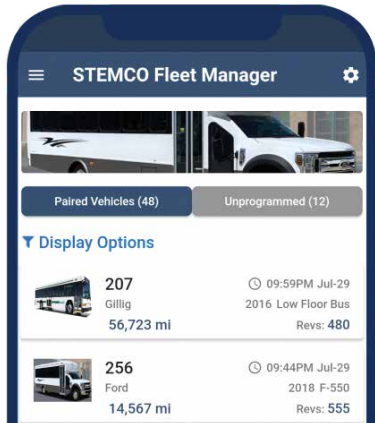 STEMCO Fleet Manager
Paired Vehicles (48) Unprogrammed (12)
Display Options
207 09:59PM Jul-29
Gillig 2016 Low Floor Bus
56,723 mi Revs: 480
256 09:44PM Jul-29
Ford 2018 F-550
14,567 mi Revs: 555